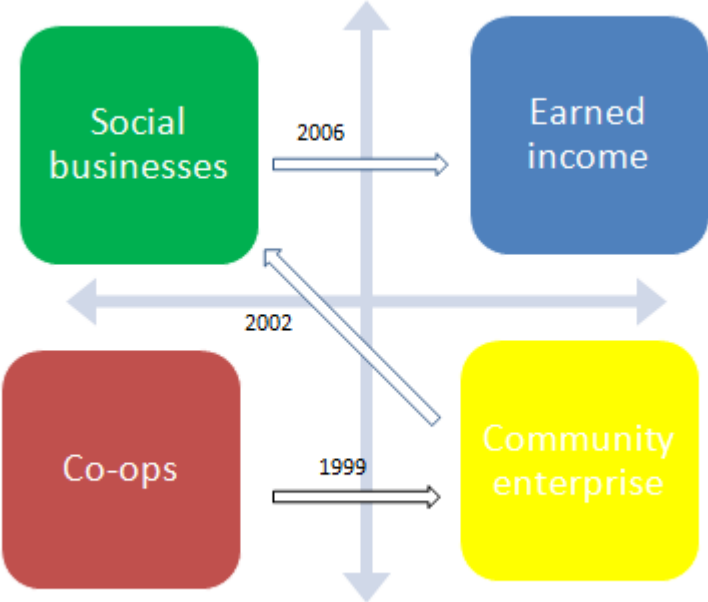 Social
businesses
2006
Earned
income
2002
Co-ops
1999
Community
enterprise